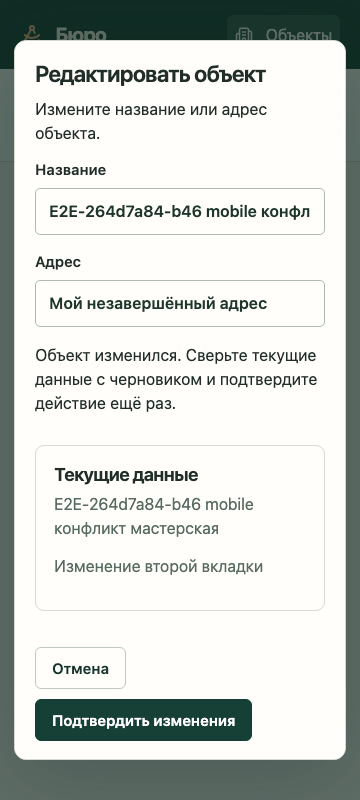 Бюро
Объекты
Редактировать объект
Измените название или адрес
объекта.
Название
E2E-264d7a84-b46 mobile конфл
Адрес
Мой незавершённый адрес
Объект изменился. Сверьте текущие
данные с черновиком и подтвердите
действие ещё раз.
Текущие данные
E2E-264d7a84-b46 mobile
конфликт мастерская
Изменение второй вкладки
Отмена
Подтвердить изменения